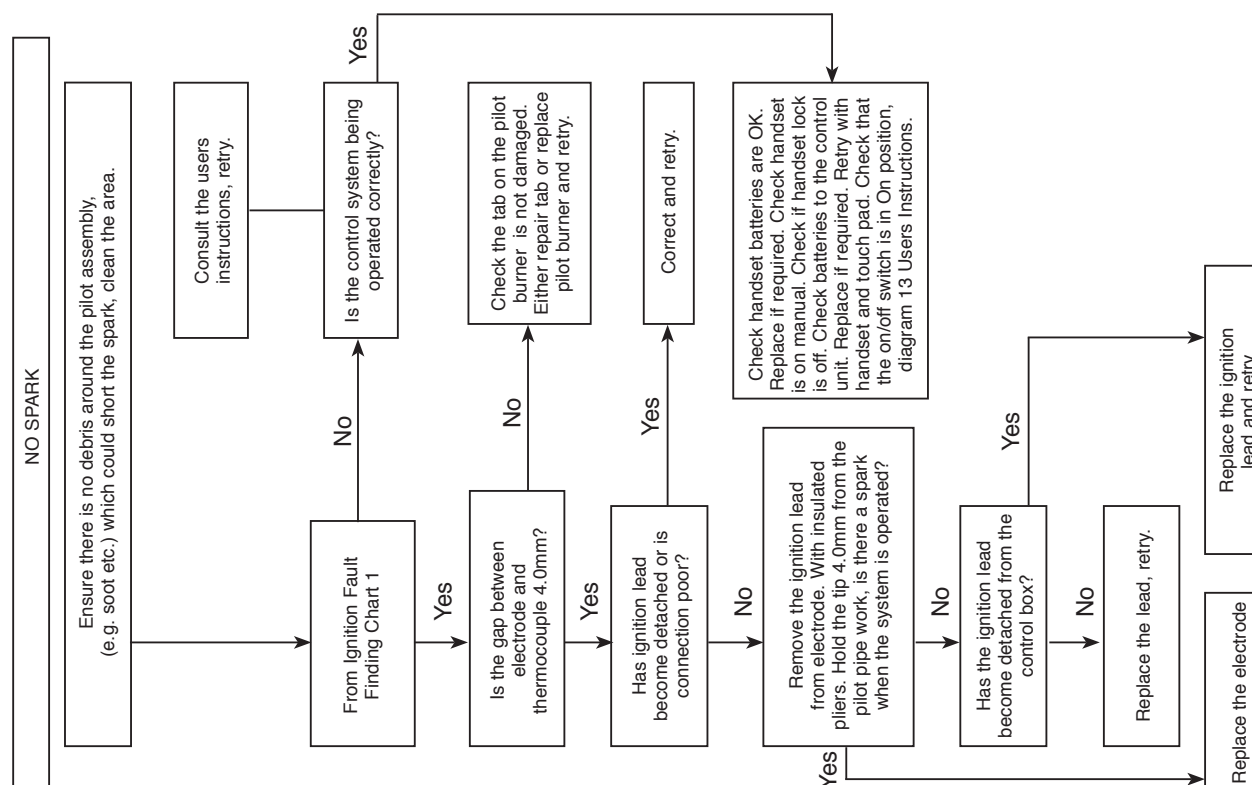 NO SPARK
Ensure there is no debris around the pilot assembly,
(e.g. soot etc.) which could short the spark, clean the area.
Consult the users
instructions, retry.
From Ignition Fault
Finding Chart 1
No
Is the control system being
operated correctly?
Yes
Yes
Is the gap between
electrode and
thermocouple 4.0mm?
No
Check the tab on the pilot
burner is not damaged.
Either repair tab or replace
pilot burner and retry.
Yes
Has ignition lead
become detached or is
connection poor?
Yes
Correct and retry.
No
Remove the ignition lead
from electrode. With insulated
pliers. Hold the tip 4.0mm from the
pilot pipe work, is there a spark
when the system is operated?
Check handset batteries are OK.
Replace if required. Check handset
is on manual. Check if handset lock
is off. Check batteries to the control
unit. Replace if required. Retry with
handset and touch pad. Check that
the on/off switch is in On position,
diagram 13 Users Instructions.
Yes
No
Has the ignition lead
become detached from the
control box?
Yes
No
Replace the lead, retry.
Replace the electrode
Replace the ignition
lead and retry